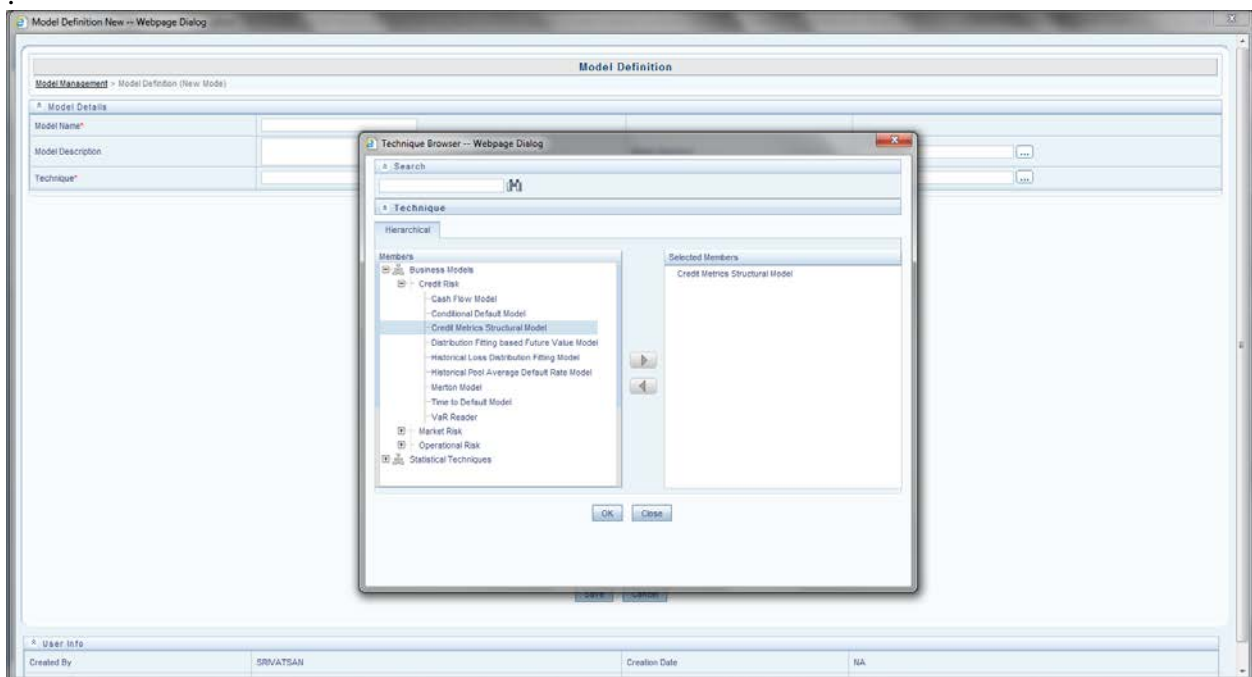 Model Definition New -- Webpage Dialog
Model Definition
Model Management > Model Definition (New Mode)
Model Details
Model Name*
Model Description
Technique*
Technique Browser -- Webpage Dialog
Search
Technique
Hierarchical
Members
Business Models
Credit Risk
Cash Flow Model
Conditional Default Model
Credit Metrics Structural Model
Distribution Fitting based Future Value Model
Historical Loss Distribution Fitting Model
Historical Pool Average Default Rate Model
Merton Model
Time to Default Model
VaR Reader
Market Risk
Operational Risk
Statistical Techniques
Selected Members
Credit Metrics Structural Model
OK Close
Save Cancel
User Info
Created By SRIVATSAN Creation Date NA